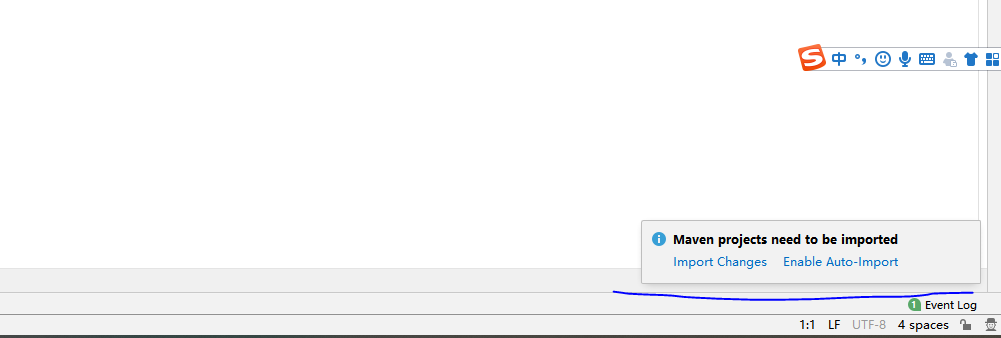 中
Maven projects need to be imported
Import Changes Enable Auto-Import
1 Event Log
1:1 LF UTF-8 4 spaces